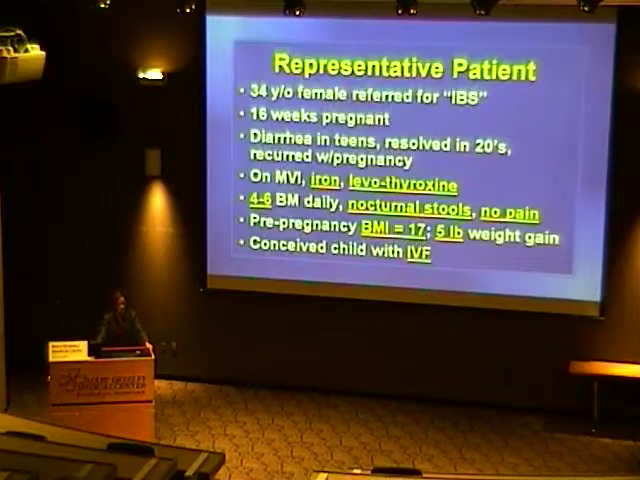 Representative Patient
• 34 y/o female referred for "IBS"
• 16 weeks pregnant
• Diarrhea in teens, resolved in 20's,
recurred w/pregnancy
• On MVI, iron, levo-thyroxine
• 4-6 BM daily, nocturnal stools, no pain
• Pre-pregnancy BMI = 17; 5 lb weight gain
• Conceived child with IVF